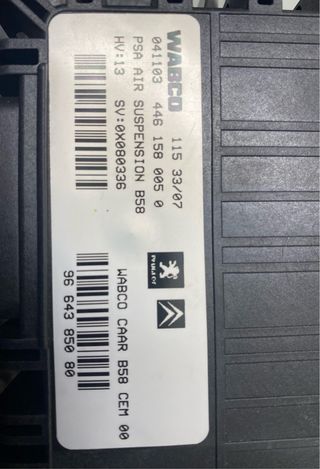 WABCO 115 33/07
041103 446 158 005 0
PSA AIR SUSPENSION B58
HV:13 SV:0X080336
PEUGEOT
WABCO CAAR B58 CEM 00
96 643 850 80